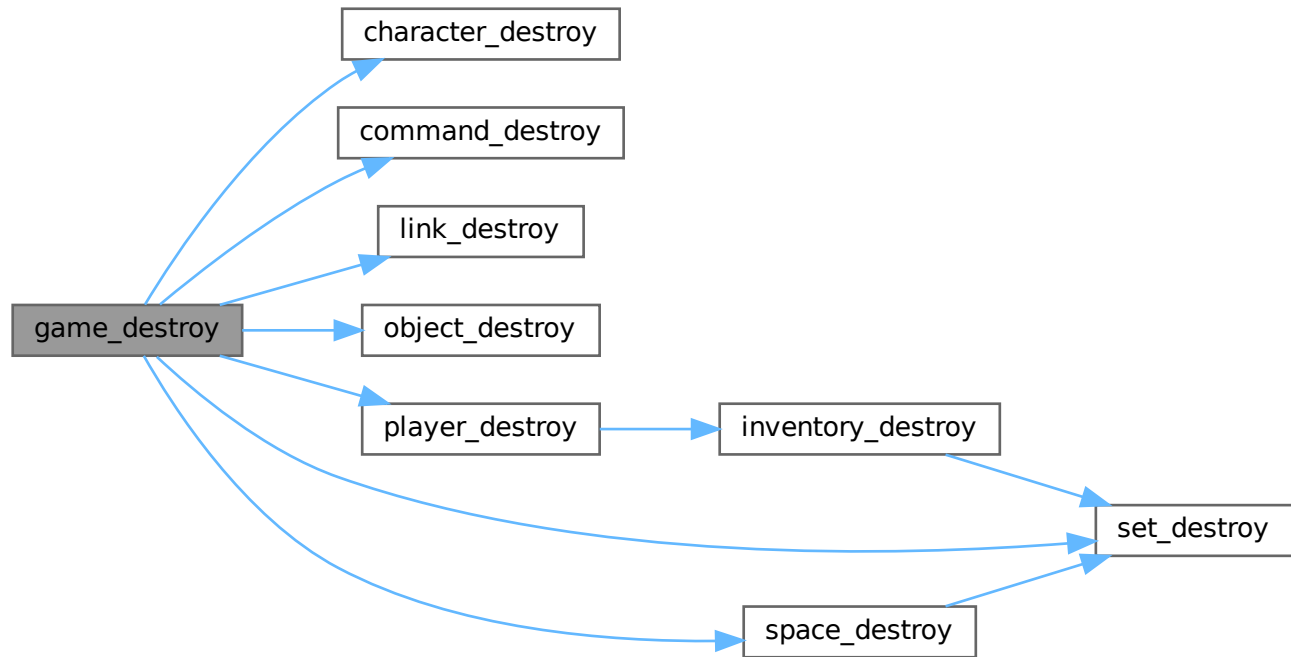 character_destroy
command_destroy
link_destroy
game_destroy
object_destroy
player_destroy
inventory_destroy
set_destroy
space_destroy